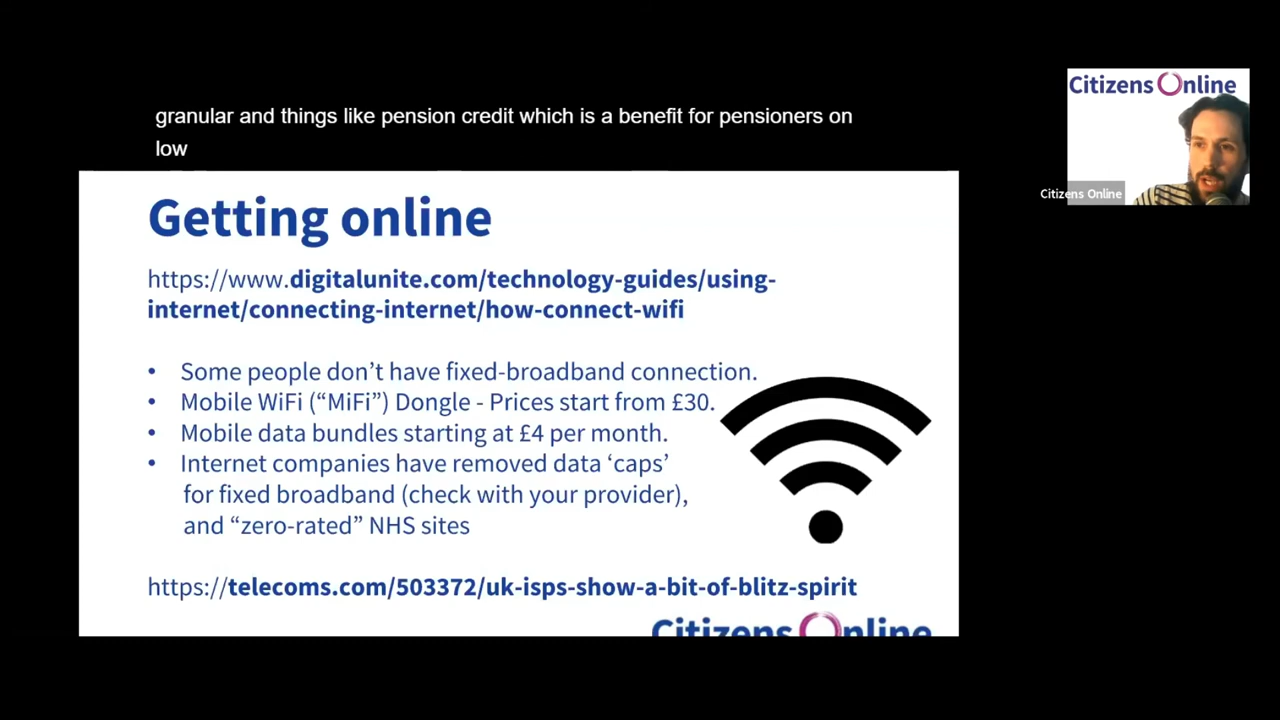 granular and things like pension credit which is a benefit for pensioners on
low
Citizens Online
Citizens Online
Getting online
https://www.digitalunite.com/technology-guides/using-
internet/connecting-internet/how-connect-wifi
• Some people don’t have fixed-broadband connection.
• Mobile WiFi (“MiFi”) Dongle - Prices start from £30.
• Mobile data bundles starting at £4 per month.
• Internet companies have removed data ‘caps’
for fixed broadband (check with your provider),
and “zero-rated” NHS sites
https://telecoms.com/503372/uk-isps-show-a-bit-of-blitz-spirit
Citizens Online